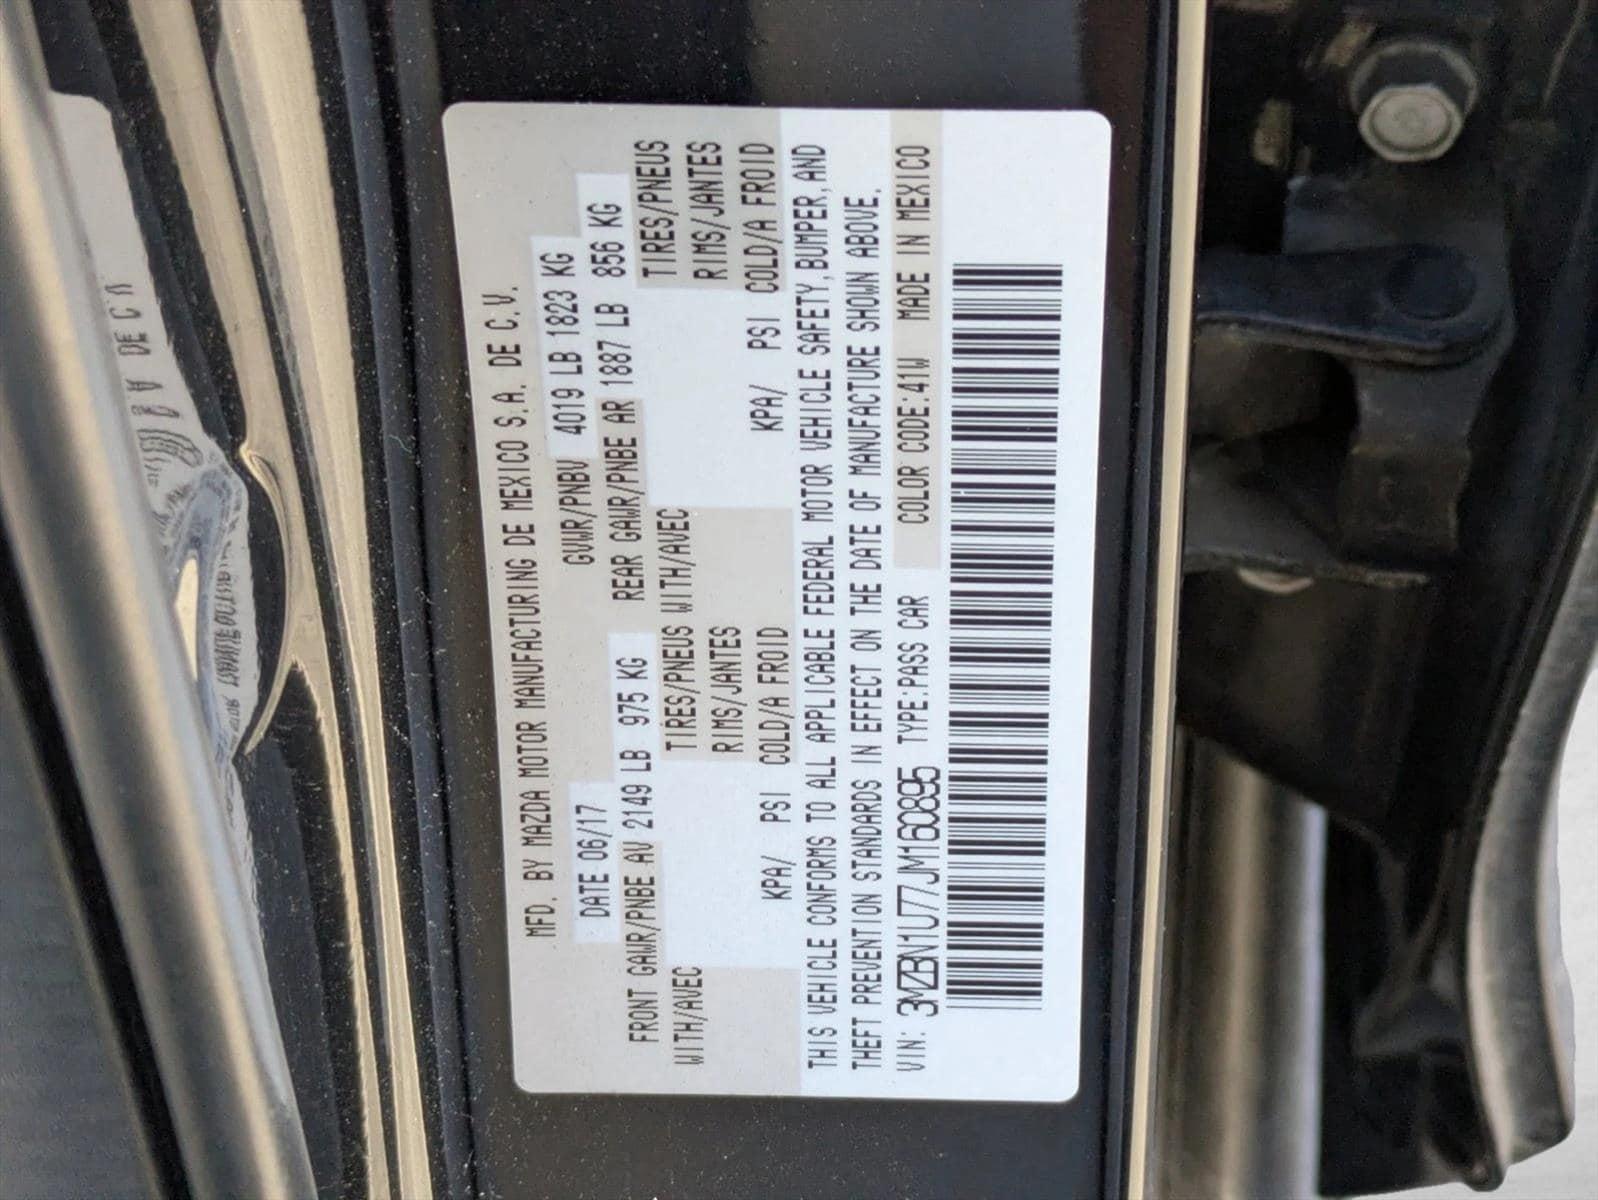 MFD. BY MAZDA MOTOR MANUFACTURING DE MEXICO S.A. DE C.V.
DATE 06/17 GVWR/PNBV 4019 LB 1823 KG
FRONT GAWR/PNBE AV 2149 LB 975 KG REAR GAWR/PNBE AR 1887 LB 856 KG
WITH/AVEC TIRES/PNEUS WITH/AVEC TIRES/PNEUS
RIMS/JANTES RIMS/JANTES
KPA/ PSI COLD/A FROID KPA/ PSI COLD/A FROID
THIS VEHICLE CONFORMS TO ALL APPLICABLE FEDERAL MOTOR VEHICLE SAFETY, BUMPER, AND
THEFT PREVENTION STANDARDS IN EFFECT ON THE DATE OF MANUFACTURE SHOWN ABOVE.
VIN: 3MZBN1U77JM160895 TYPE:PASS CAR COLOR CODE:41W MADE IN MEXICO